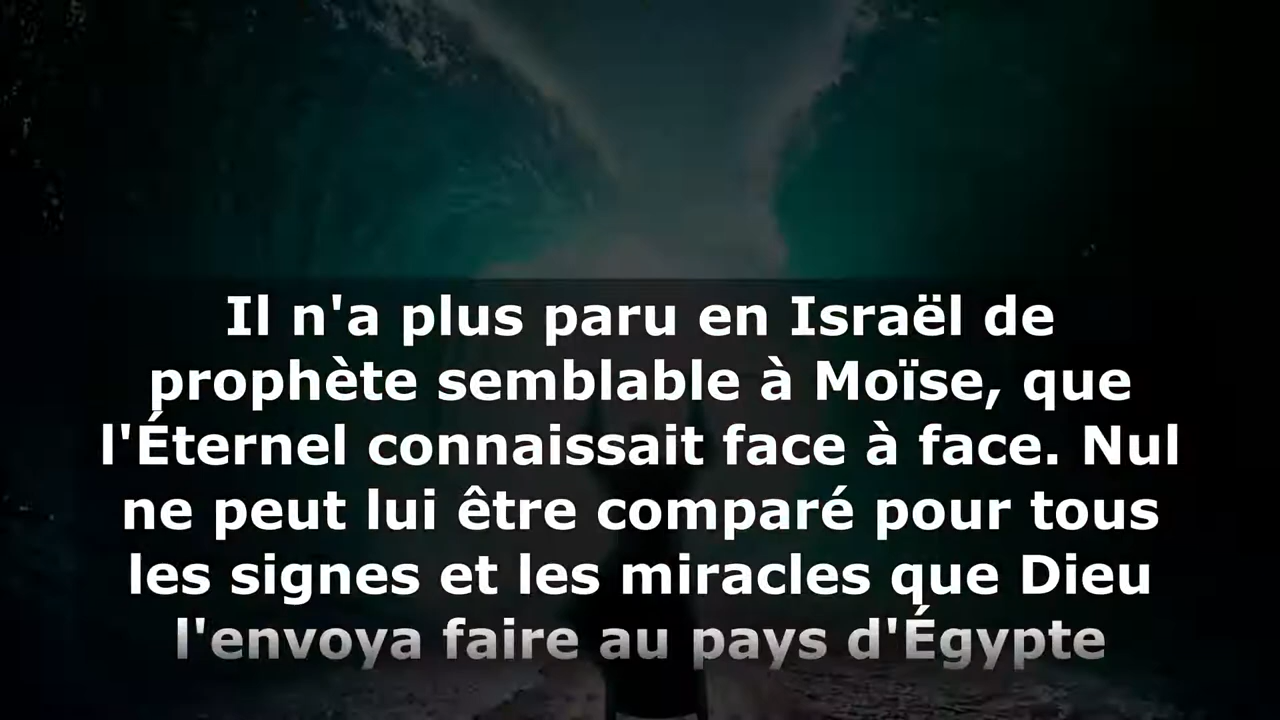 Il n'a plus paru en Israël de
prophète semblable à Moïse, que
l'Éternel connaissait face à face. Nul
ne peut lui être comparé pour tous
les signes et les miracles que Dieu
l'envoya faire au pays d'Égypte